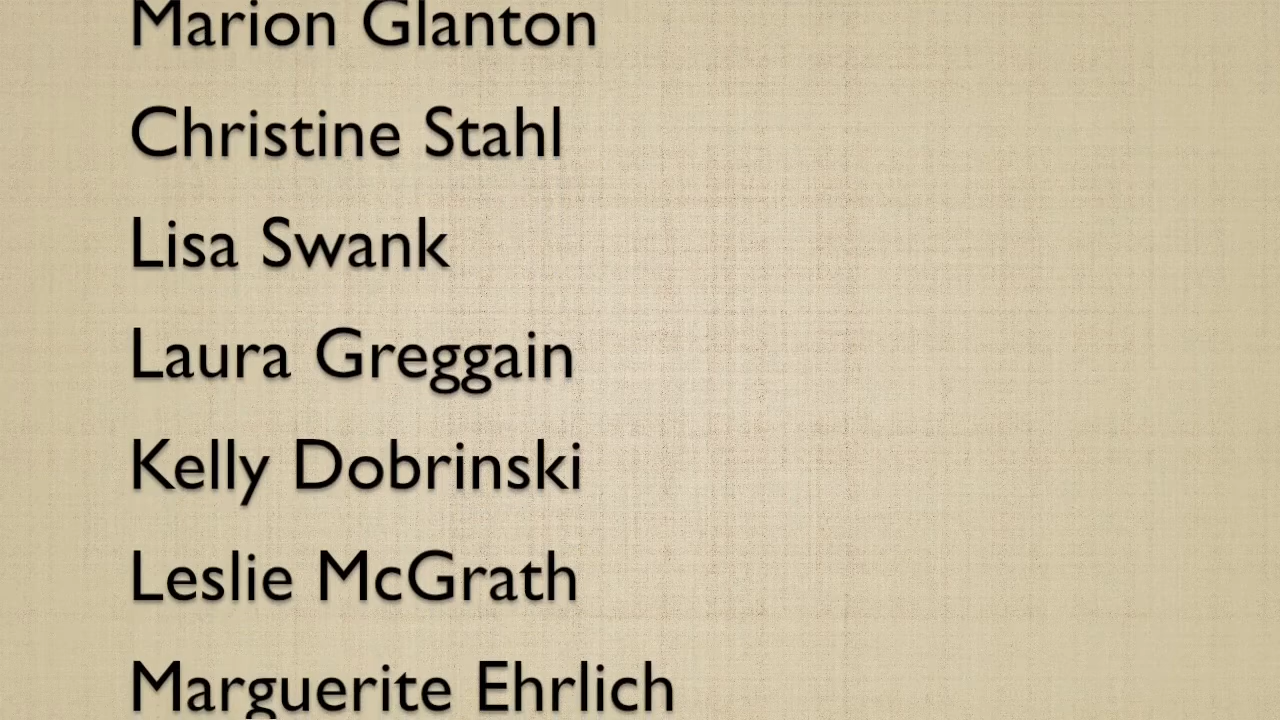 Marion Glanton
Christine Stahl
Lisa Swank
Laura Greggain
Kelly Dobrinski
Leslie McGrath
Marguerite Ehrlich